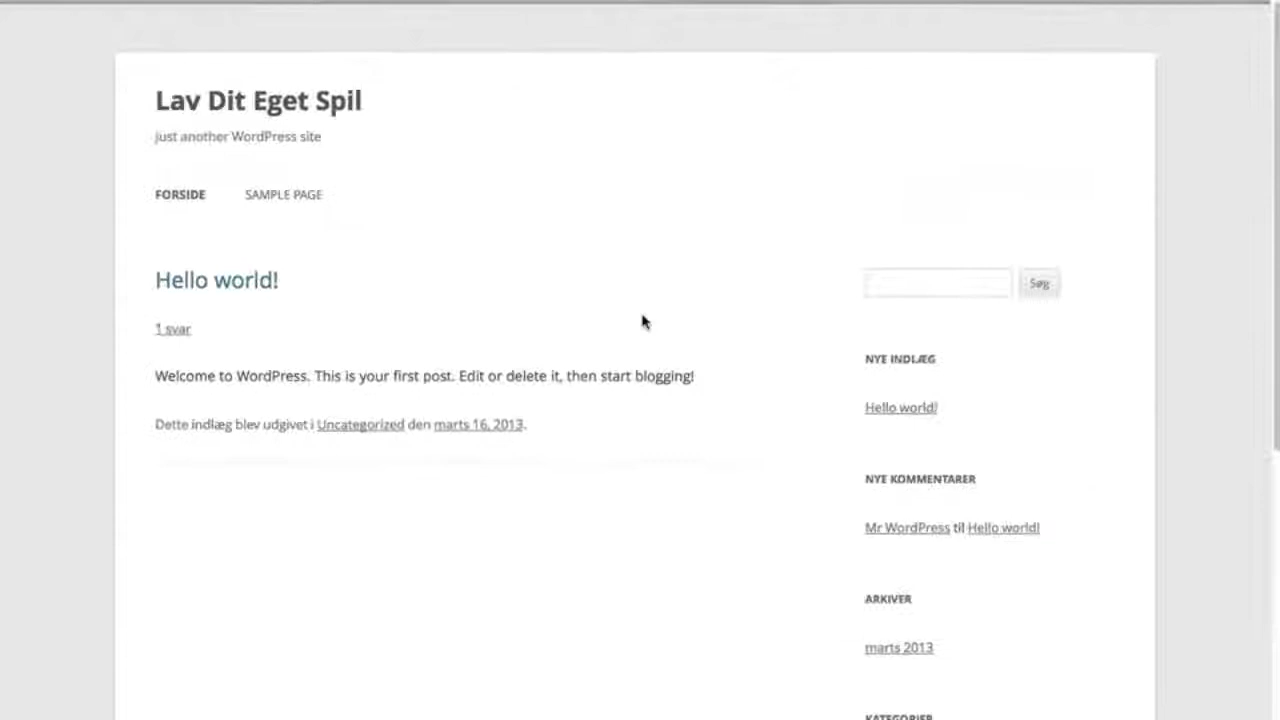 Lav Dit Eget Spil
Just another WordPress site
FORSIDE SAMPLE PAGE
Hello world!
1 svar
Welcome to WordPress. This is your first post. Edit or delete it, then start blogging!
Dette indlæg blev udgivet i Uncategorized den marts 16, 2013.
Søg
NYE INDLÆG
Hello world!
NYE KOMMENTARER
Mr WordPress til Hello world!
ARKIVER
marts 2013
KATEGORIER